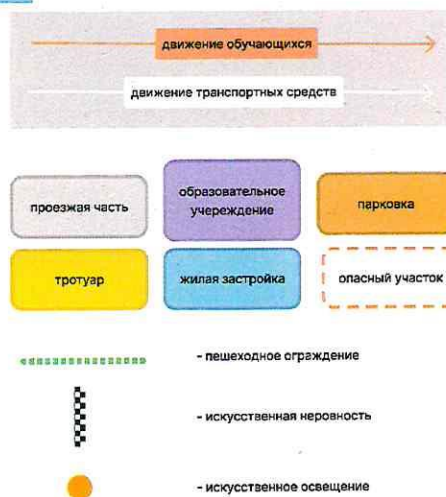 движение обучающихся
движение транспортных средств
проезжая часть
образовательное
учереждение
парковка
тротуар
жилая застройка
опасный участок
- пешеходное ограждение
- искусственная неровность
- искусственное освещение